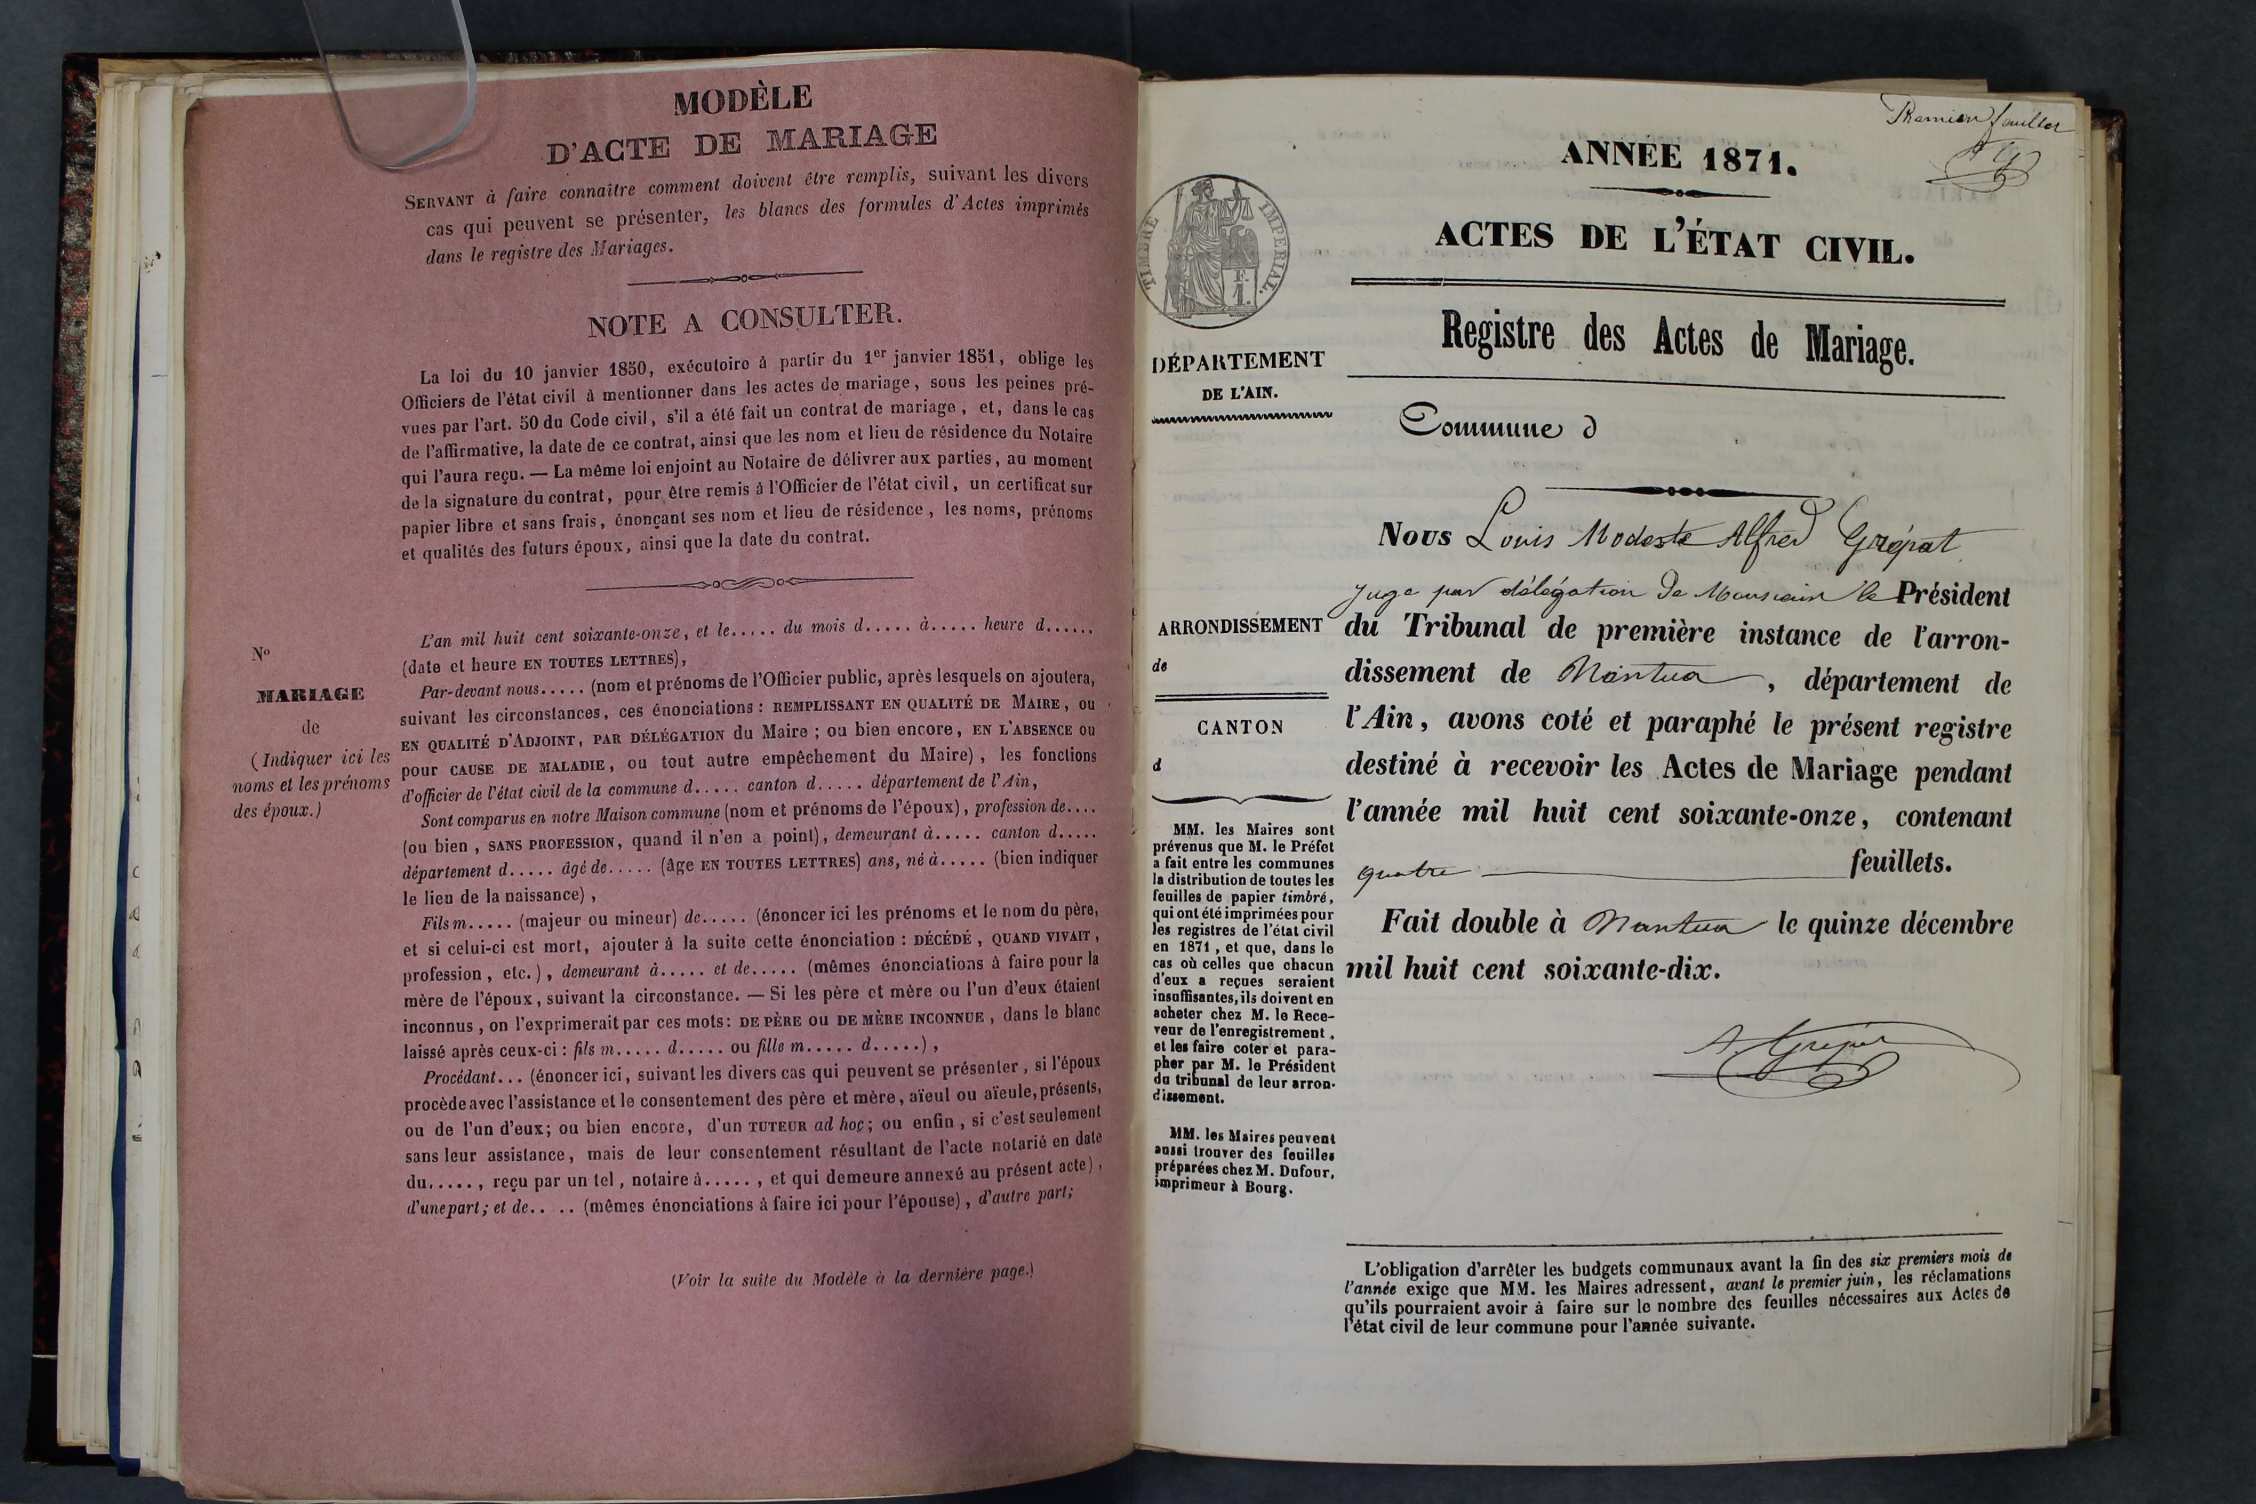 MODÈLE
D'ACTE DE MARIAGE
SERVANT à faire connaître comment doivent être remplis, suivant les divers
cas qui peuvent se présenter, les blancs des formules d'Actes imprimés
dans le registre des Mariages.
NOTE A CONSULTER.
La loi du 10 janvier 1850, exécutoire à partir du 1er janvier 1851, oblige les
Officiers de l'état civil à mentionner dans les actes de mariage, sous les peines pré-
vues par l'art. 50 du Code civil, s'il a été fait un contrat de mariage, et, dans le cas
de l'affirmative, la date de ce contrat, ainsi que les nom et lieu de résidence du Notaire
qui l'aura reçu. — La même loi enjoint au Notaire de délivrer aux parties, au moment
de la signature du contrat, pour être remis à l'Officier de l'état civil, un certificat sur
papier libre et sans frais, énonçant ses nom et lieu de résidence, les noms, prénoms
et qualités des futurs époux, ainsi que la date du contrat.
No
MARIAGE
de
(Indiquer ici les
noms et les prénoms
des époux.)
L'an mil huit cent soixante-onze, et le..... du mois d..... à..... heure d......
(date et heure EN TOUTES LETTRES),
Par-devant nous..... (nom et prénoms de l'Officier public, après lesquels on ajoutera,
suivant les circonstances, ces énonciations : REMPLISSANT EN QUALITÉ DE MAIRE, ou
EN QUALITÉ D'ADJOINT, PAR DÉLÉGATION du Maire ; ou bien encore, EN L'ABSENCE ou
pour CAUSE DE MALADIE, ou tout autre empêchement du Maire), les fonctions
d'officier de l'état civil de la commune d..... canton d..... département de l'Ain,
Sont comparus en notre Maison commune (nom et prénoms de l'époux), profession de....
(ou bien, SANS PROFESSION, quand il n'en a point), demeurant à..... canton d.....
département d..... âgé de..... (âge EN TOUTES LETTRES) ans, né à..... (bien indiquer
le lieu de la naissance),
Fils m..... (majeur ou mineur) de..... (énoncer ici les prénoms et le nom du père,
et si celui-ci est mort, ajouter à la suite cette énonciation : DÉCÉDÉ, QUAND VIVAIT,
profession, etc.), demeurant à..... et de..... (mêmes énonciations à faire pour la
mère de l'époux, suivant la circonstance. — Si les père et mère ou l'un d'eux étaient
inconnus, on l'exprimerait par ces mots : DE PÈRE OU DE MÈRE INCONNUE, dans le blanc
laissé après ceux-ci : fils m..... d..... ou fille m..... d.....),
Procédant... (énoncer ici, suivant les divers cas qui peuvent se présenter, si l'époux
procède avec l'assistance et le consentement des père et mère, aïeul ou aïeule, présents,
ou de l'un d'eux; ou bien encore, d'un TUTEUR ad hoc; ou enfin, si c'est seulement
sans leur assistance, mais de leur consentement résultant de l'acte notarié en date
du....., reçu par un tel, notaire à....., et qui demeure annexé au présent acte),
d'une part; et de.. .. (mêmes énonciations à faire ici pour l'épouse), d'autre part;
(Voir la suite du Modèle à la dernière page.)
Premier feuillet
ANNÉE 1871.
ACTES DE L'ÉTAT CIVIL.
TIMBRE IMPÉRIAL.
F.
1.
Registre des Actes de Mariage.
DÉPARTEMENT
DE L'AIN.
Commune d
Nous Louis Modeste Alfred Grépat
juge par délégation de Monsieur le Président
du Tribunal de première instance de l'arron-
dissement de Nantua, département de
l'Ain, avons coté et paraphé le présent registre
destiné à recevoir les Actes de Mariage pendant
l'année mil huit cent soixante-onze, contenant
quatre feuillets.
Fait double à Nantua le quinze décembre
mil huit cent soixante-dix.
ARRONDISSEMENT
de
CANTON
d
MM. les Maires sont
prévenus que M. le Préfet
a fait entre les communes
la distribution de toutes les
feuilles de papier timbré,
qui ont été imprimées pour
les registres de l'état civil
en 1871, et que, dans le
cas où celles que chacun
d'eux a reçues seraient
insuffisantes, ils doivent en
acheter chez M. le Rece-
veur de l'enregistrement,
et les faire coter et para-
pher par M. le Président
du tribunal de leur arron-
dissement.
MM. les Maires peuvent
aussi trouver des feuilles
préparées chez M. Dufour,
imprimeur à Bourg.
L'obligation d'arrêter les budgets communaux avant la fin des six premiers mois de
l'année exige que MM. les Maires adressent, avant le premier juin, les réclamations
qu'ils pourraient avoir à faire sur le nombre des feuilles nécessaires aux Actes de
l'état civil de leur commune pour l'année suivante.